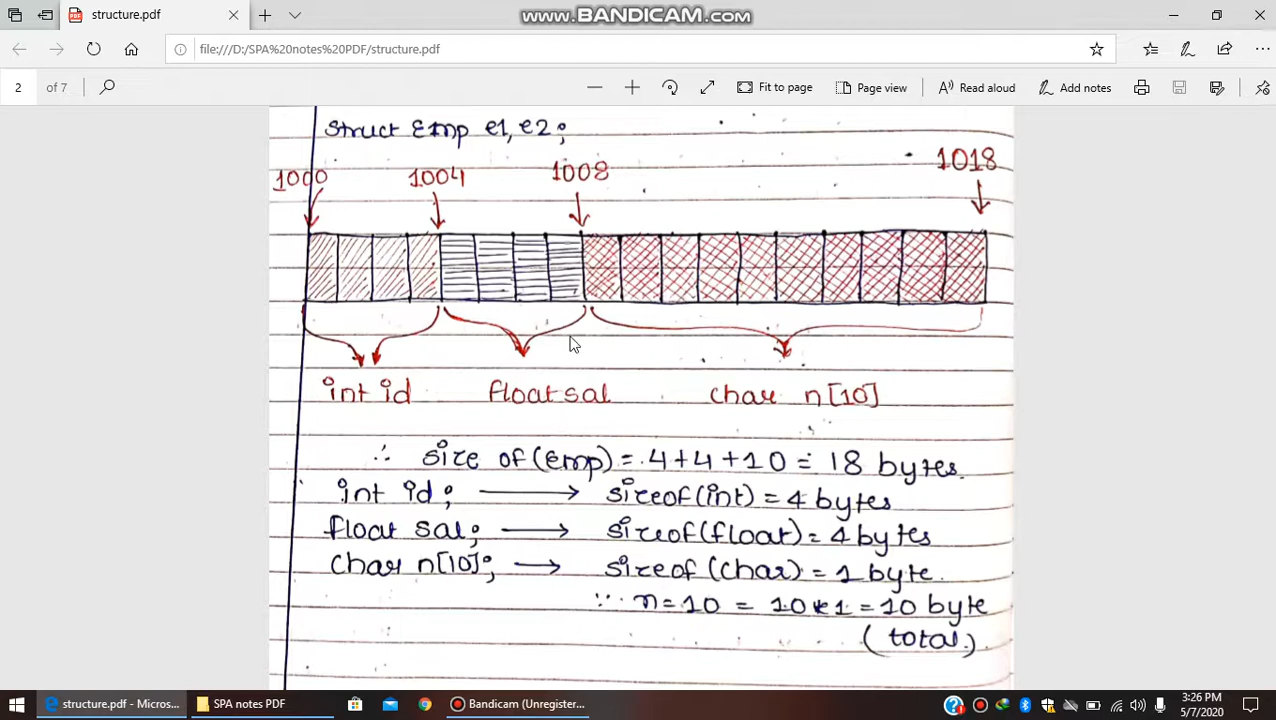 structure.pdf
www.BANDICAM.com
file:///D:/SPA%20notes%20PDF/structure.pdf
2 of 7
Fit to page
Page view
Read aloud
Add notes
Struct Emp e1, e2;
1000 1004 1008 1018
int id float sal char n[10]
∴ size of (Emp) = 4+4+10 = 18 bytes.
int id; → sizeof(int) = 4 bytes
float sal; → sizeof(float) = 4 bytes
char n[10]; → sizeof (char) = 1 byte.
∵ n=10 = 10*1 = 10 byte
(total.)
structure.pdf - Micros...
SPA notes PDF
Bandicam (Unregister...
3:26 PM
5/7/2020